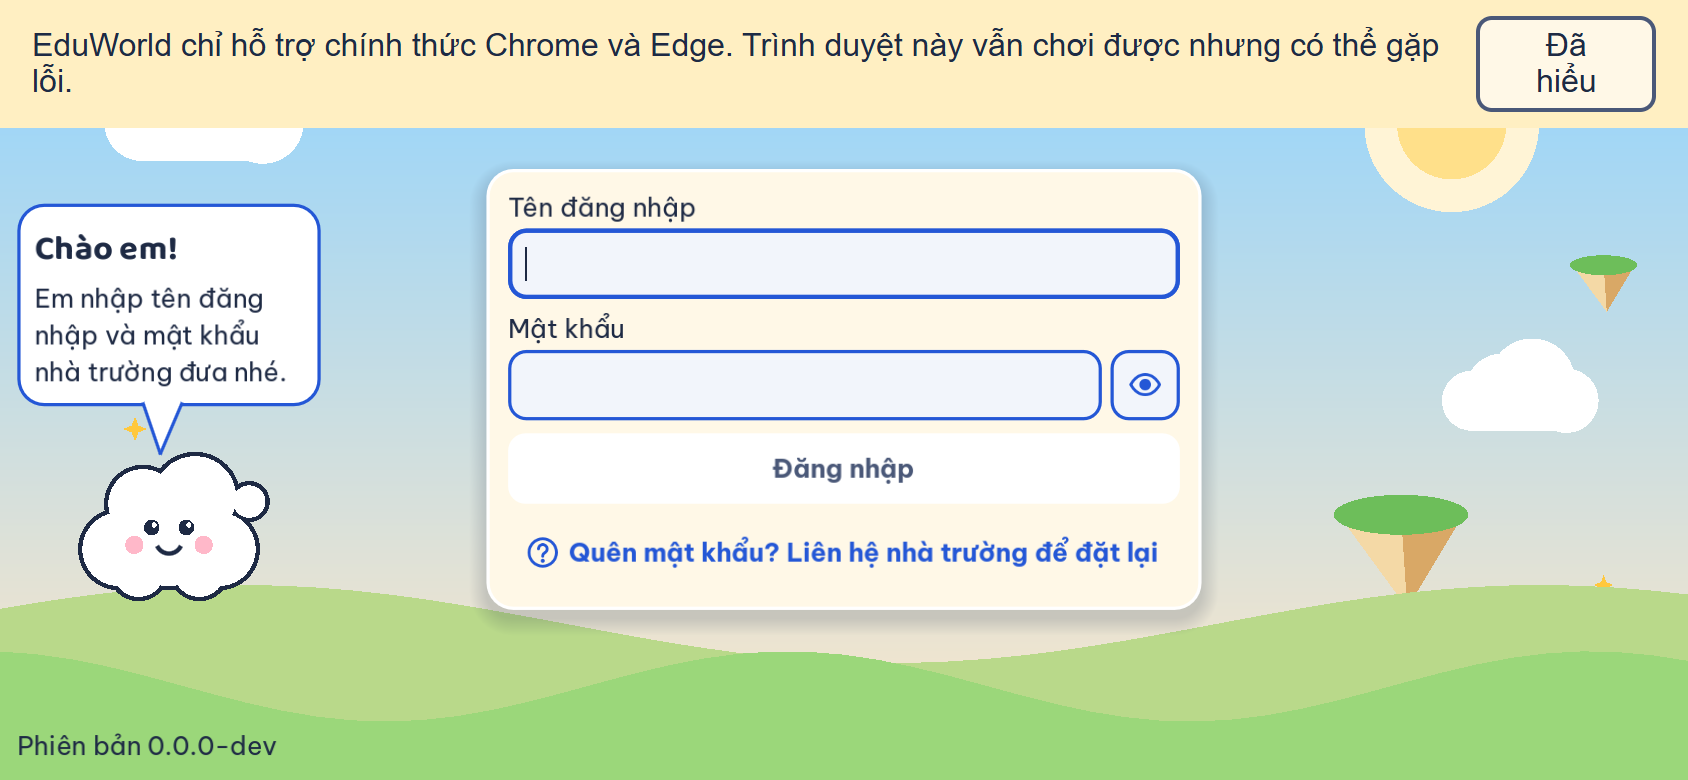 EduWorld chỉ hỗ trợ chính thức Chrome và Edge. Trình duyệt này vẫn chơi được nhưng có thể gặp
lỗi.
Đã
hiểu
Chào em!
Em nhập tên đăng
nhập và mật khẩu
nhà trường đưa nhé.
Tên đăng nhập
Mật khẩu
Đăng nhập
Quên mật khẩu? Liên hệ nhà trường để đặt lại
Phiên bản 0.0.0-dev